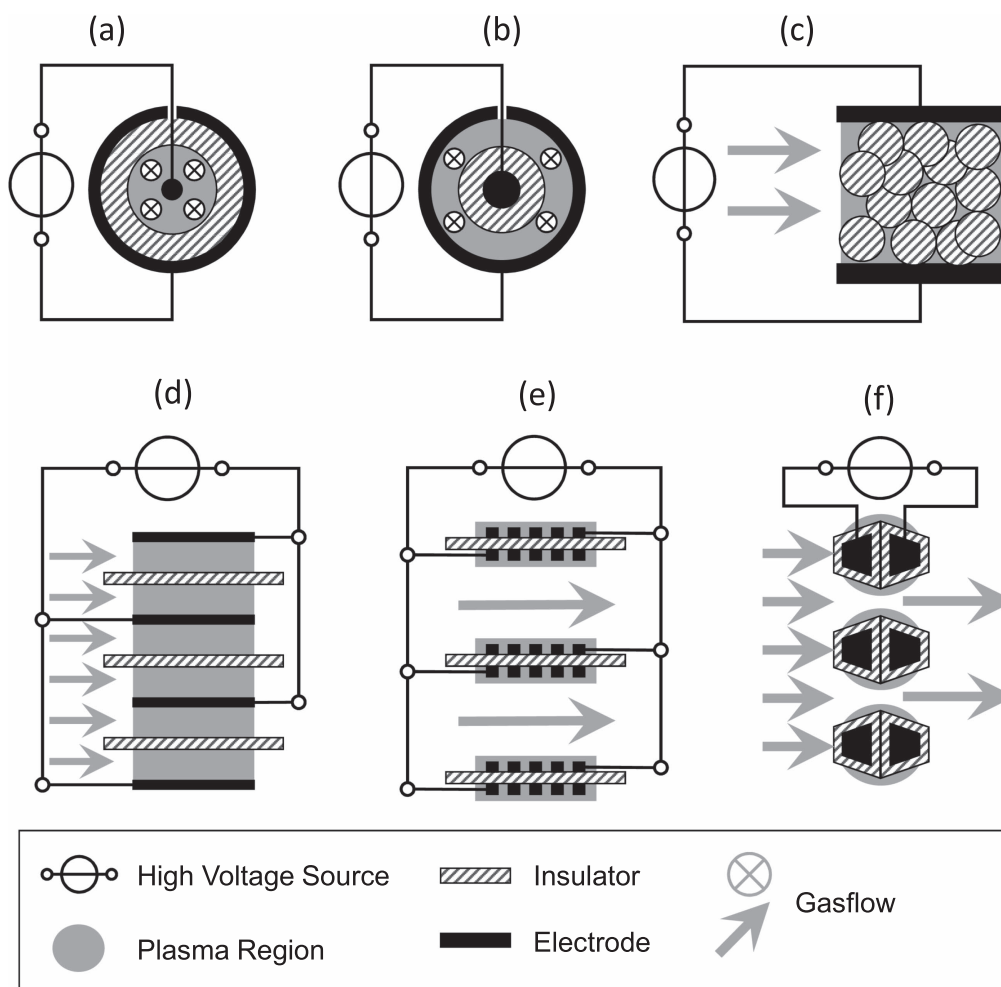 (a) (b) (c)
(d) (e) (f)
High Voltage Source Insulator Gasflow
Plasma Region Electrode